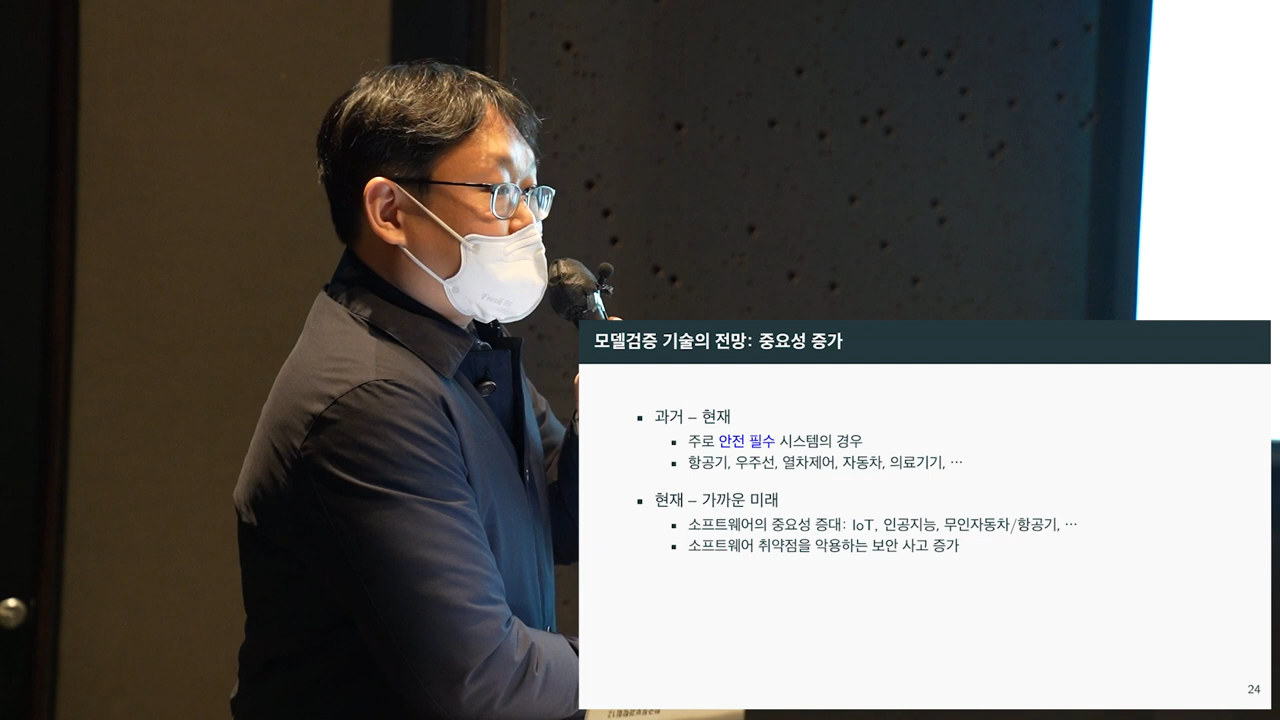 모델검증 기술의 전망: 중요성 증가
과거 – 현재
주로 안전 필수 시스템의 경우
항공기, 우주선, 열차제어, 자동차, 의료기기, ⋯
현재 – 가까운 미래
소프트웨어의 중요성 증대: IoT, 인공지능, 무인자동차/항공기, ⋯
소프트웨어 취약점을 악용하는 보안 사고 증가
24